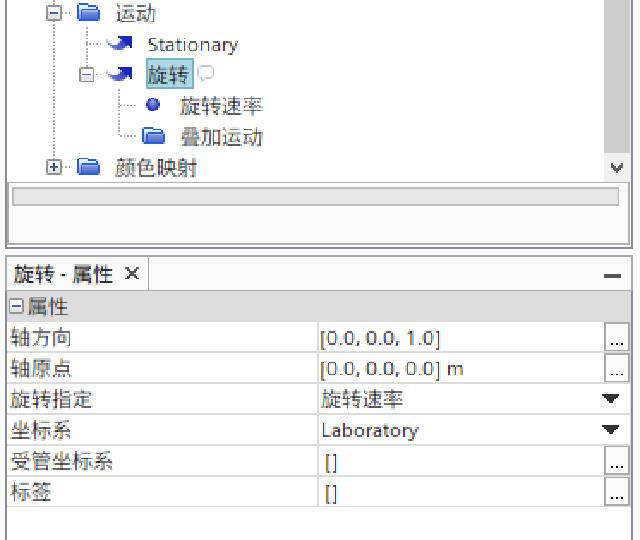 运动
Stationary
旋转
旋转速率
叠加运动
颜色映射
旋转 - 属性
属性
轴方向 [0.0, 0.0, 1.0] ...
轴原点 [0.0, 0.0, 0.0] m ...
旋转指定 旋转速率
坐标系 Laboratory
受管坐标系 [] ...
标签 [] ...